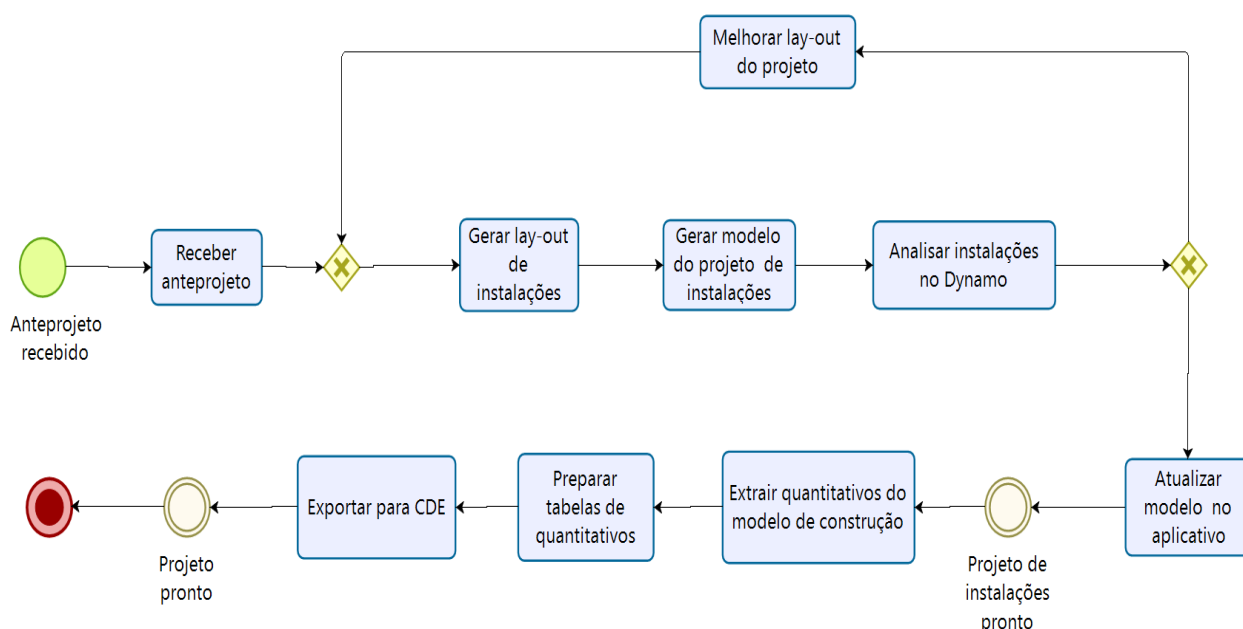 Melhorar lay-out
do projeto
Receber
anteprojeto
Gerar lay-out
de
instalações
Gerar modelo
do projeto de
instalações
Analisar instalações
no Dynamo
Anteprojeto
recebido
Exportar para CDE
Preparar
tabelas de
quantitativos
Extrair quantitativos do
modelo de construção
Atualizar
modelo no
aplicativo
Projeto
pronto
Projeto de
instalações
pronto